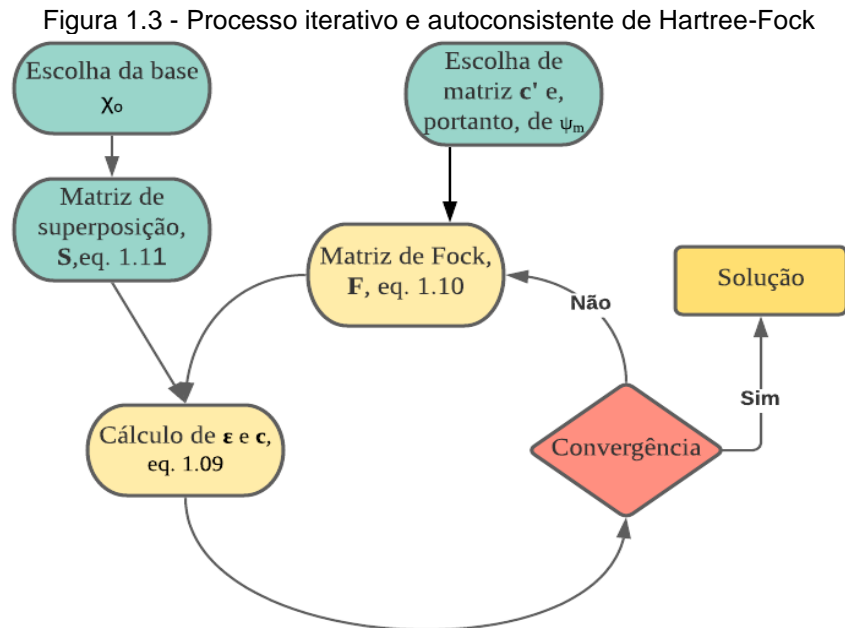 Figura 1.3 - Processo iterativo e autoconsistente de Hartree-Fock
Escolha da base
χₒ
Escolha de
matriz c' e,
portanto, de ψₘ
Matriz de
superposição,
S,eq. 1.11
Matriz de Fock,
F, eq. 1.10
Solução
Não
Sim
Cálculo de ε e c,
eq. 1.09
Convergência